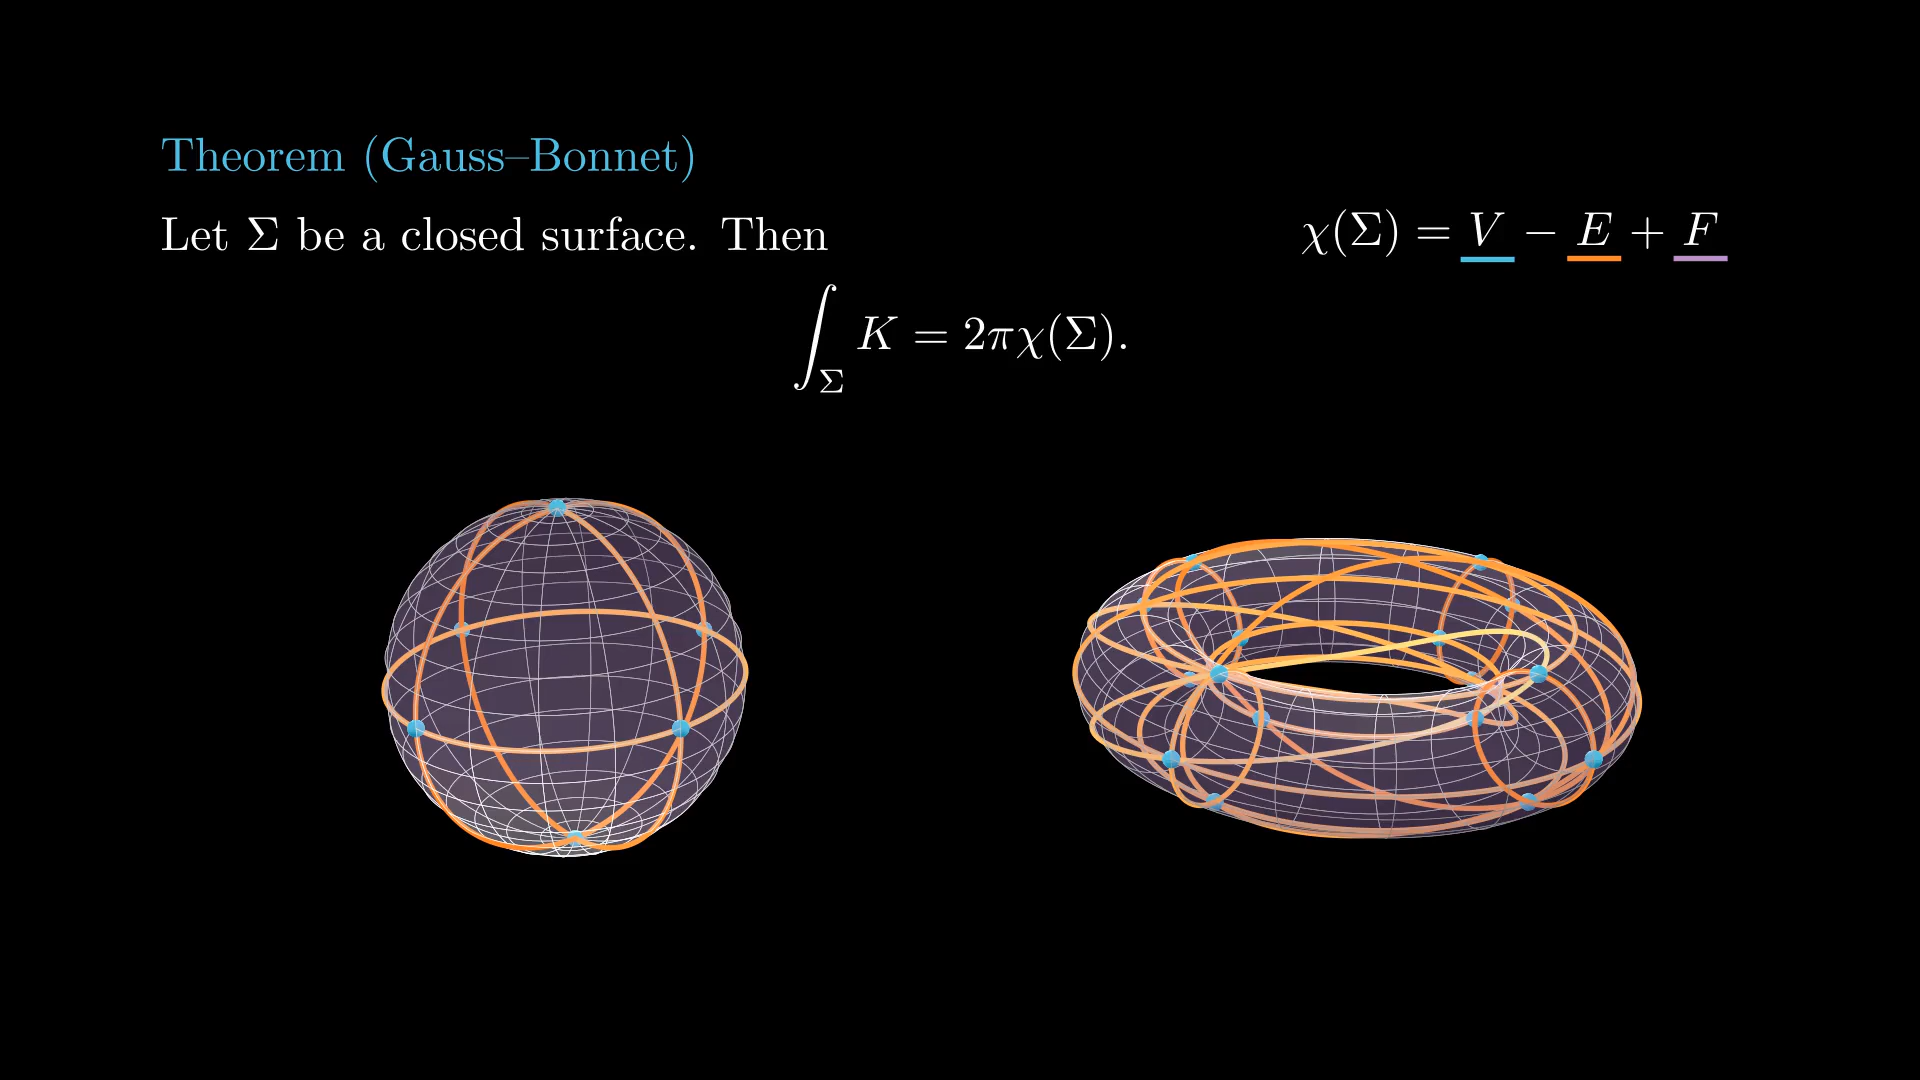 Theorem (Gauss–Bonnet)
Let Σ be a closed surface. Then
χ(Σ) = V − E + F
∫_Σ K = 2πχ(Σ).